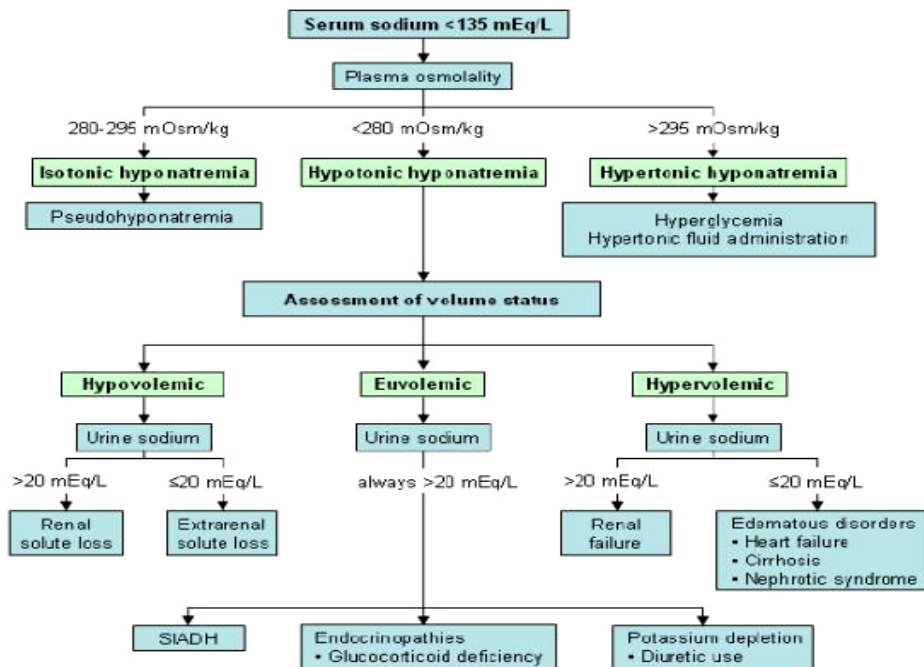 Serum sodium <135 mEq/L
Plasma osmolality
280-295 mOsm/kg
<280 mOsm/kg
>295 mOsm/kg
Isotonic hyponatremia
Hypotonic hyponatremia
Hypertonic hyponatremia
Pseudohyponatremia
Hyperglycemia
Hypertonic fluid administration
Assessment of volume status
Hypovolemic
Euvolemic
Hypervolemic
Urine sodium
Urine sodium
Urine sodium
>20 mEq/L
≤20 mEq/L
always >20 mEq/L
>20 mEq/L
≤20 mEq/L
Renal
solute loss
Extrarenal
solute loss
Renal
failure
Edematous disorders
▪ Heart failure
▪ Cirrhosis
▪ Nephrotic syndrome
SIADH
Endocrinopathies
▪ Glucocorticoid deficiency
Potassium depletion
▪ Diuretic use